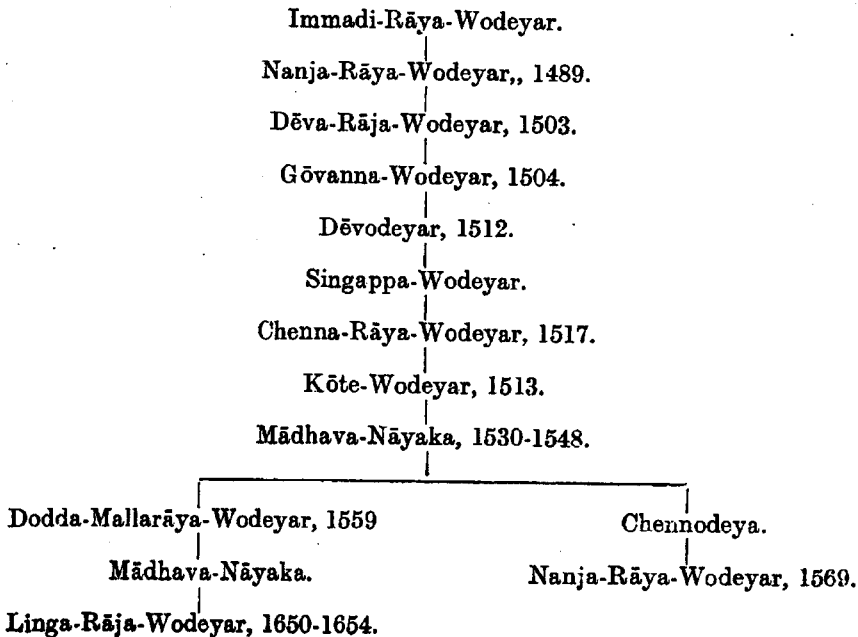 Immadi-Rāya-Wodeyar.
Nanja-Rāya-Wodeyar,, 1489.
Dēva-Rāja-Wodeyar, 1503.
Gōvanna-Wodeyar, 1504.
Dēvodeyar, 1512.
Singappa-Wodeyar.
Chenna-Rāya-Wodeyar, 1517.
Kōte-Wodeyar, 1513.
Mādhava-Nāyaka, 1530-1548.
Dodda-Mallarāya-Wodeyar, 1559 Chennodeya.
Mādhava-Nāyaka. Nanja-Rāya-Wodeyar, 1569.
Linga-Rāja-Wodeyar, 1650-1654.